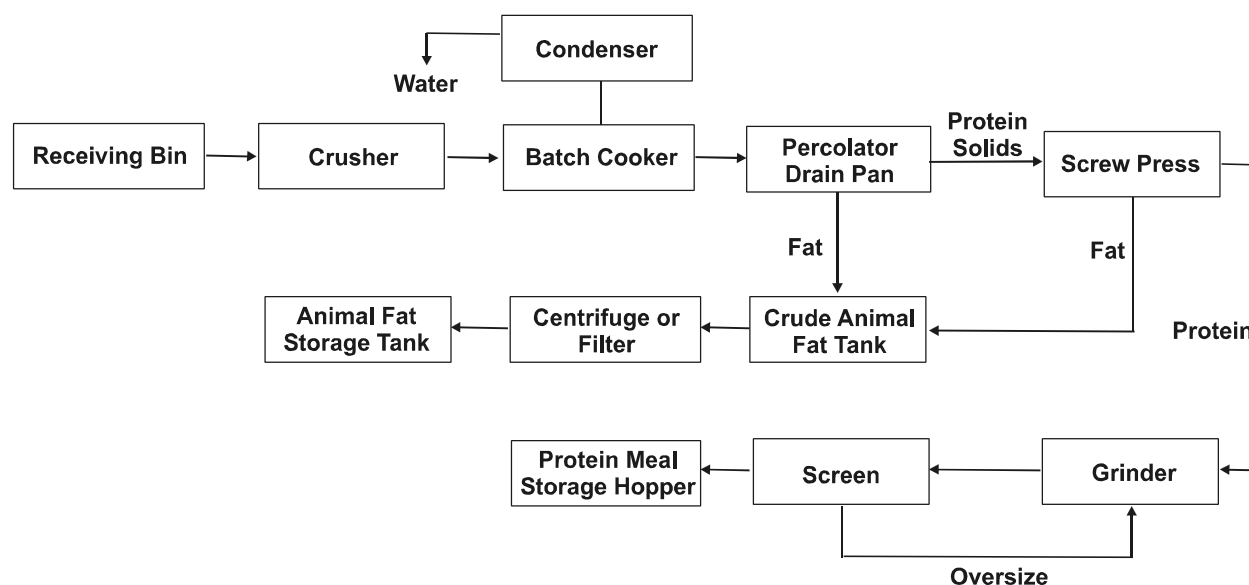 Condenser
Water
Receiving Bin
Crusher
Batch Cooker
Percolator
Drain Pan
Protein
Solids
Screw Press
Fat
Fat
Animal Fat
Storage Tank
Centrifuge or
Filter
Crude Animal
Fat Tank
Protein
Protein Meal
Storage Hopper
Screen
Grinder
Oversize